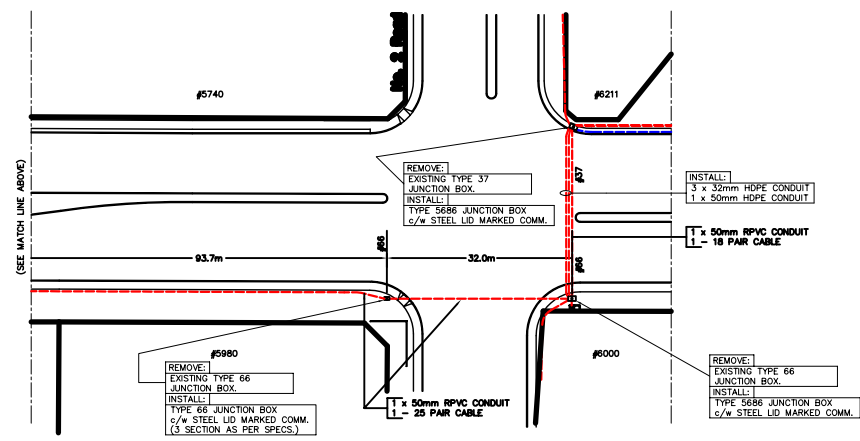 No. 2 Road
#5740
#6211
(SEE MATCH LINE ABOVE)
REMOVE:
EXISTING TYPE 37
JUNCTION BOX.
INSTALL:
TYPE 5686 JUNCTION BOX
c/w STEEL LID MARKED COMM.
#37
INSTALL:
3 x 32mm HDPE CONDUIT
1 x 50mm HDPE CONDUIT
1 x 50mm RPVC CONDUIT
1 - 18 PAIR CABLE
#66
93.7m
32.0m
#66
#5980
#6000
REMOVE:
EXISTING TYPE 66
JUNCTION BOX.
INSTALL:
TYPE 66 JUNCTION BOX
c/w STEEL LID MARKED COMM.
(3 SECTION AS PER SPECS.)
1 x 50mm RPVC CONDUIT
1 - 25 PAIR CABLE
REMOVE:
EXISTING TYPE 66
JUNCTION BOX.
INSTALL:
TYPE 5686 JUNCTION BOX
c/w STEEL LID MARKED COMM.